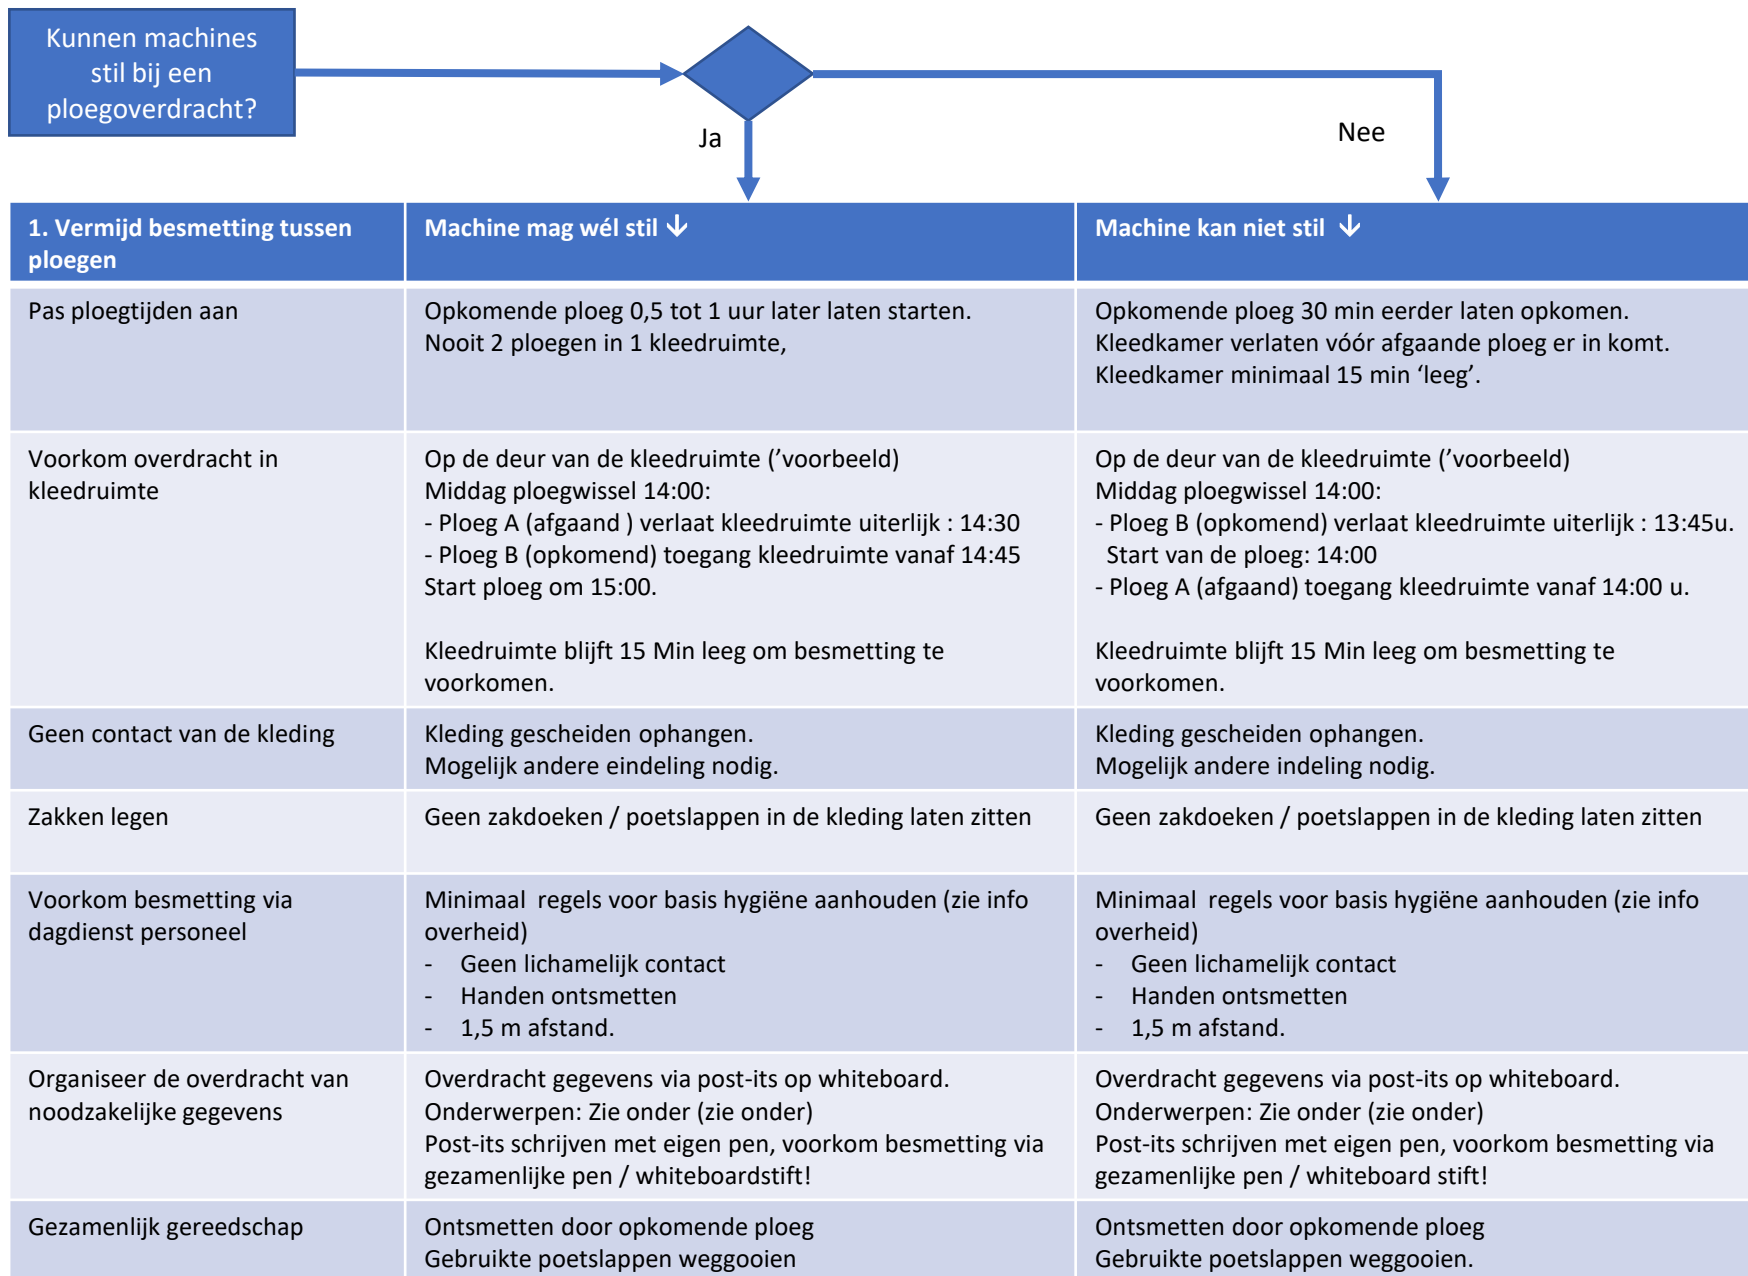 Kunnen machines
stil bij een
ploegoverdracht?
Ja
Nee
1. Vermijd besmetting tussen
ploegen
Machine mag wél stil ↓
Machine kan niet stil ↓
Pas ploegtijden aan
Opkomende ploeg 0,5 tot 1 uur later laten starten.
Nooit 2 ploegen in 1 kleedruimte,
Opkomende ploeg 30 min eerder laten opkomen.
Kleedkamer verlaten vóór afgaande ploeg er in komt.
Kleedkamer minimaal 15 min ‘leeg’.
Voorkom overdracht in
kleedruimte
Op de deur van de kleedruimte (’voorbeeld)
Middag ploegwissel 14:00:
- Ploeg A (afgaand ) verlaat kleedruimte uiterlijk : 14:30
- Ploeg B (opkomend) toegang kleedruimte vanaf 14:45
Start ploeg om 15:00.
Kleedruimte blijft 15 Min leeg om besmetting te
voorkomen.
Op de deur van de kleedruimte (’voorbeeld)
Middag ploegwissel 14:00:
- Ploeg B (opkomend) verlaat kleedruimte uiterlijk : 13:45u.
Start van de ploeg: 14:00
- Ploeg A (afgaand) toegang kleedruimte vanaf 14:00 u.
Kleedruimte blijft 15 Min leeg om besmetting te
voorkomen.
Geen contact van de kleding
Kleding gescheiden ophangen.
Mogelijk andere eindeling nodig.
Kleding gescheiden ophangen.
Mogelijk andere indeling nodig.
Zakken legen
Geen zakdoeken / poetslappen in de kleding laten zitten
Geen zakdoeken / poetslappen in de kleding laten zitten
Voorkom besmetting via
dagdienst personeel
Minimaal  regels voor basis hygiëne aanhouden (zie info
overheid)
- Geen lichamelijk contact
- Handen ontsmetten
- 1,5 m afstand.
Minimaal  regels voor basis hygiëne aanhouden (zie info
overheid)
- Geen lichamelijk contact
- Handen ontsmetten
- 1,5 m afstand.
Organiseer de overdracht van
noodzakelijke gegevens
Overdracht gegevens via post-its op whiteboard.
Onderwerpen: Zie onder (zie onder)
Post-its schrijven met eigen pen, voorkom besmetting via
gezamenlijke pen / whiteboardstift!
Overdracht gegevens via post-its op whiteboard.
Onderwerpen: Zie onder (zie onder)
Post-its schrijven met eigen pen, voorkom besmetting via
gezamenlijke pen / whiteboard stift!
Gezamenlijk gereedschap
Ontsmetten door opkomende ploeg
Gebruikte poetslappen weggooien
Ontsmetten door opkomende ploeg
Gebruikte poetslappen weggooien.